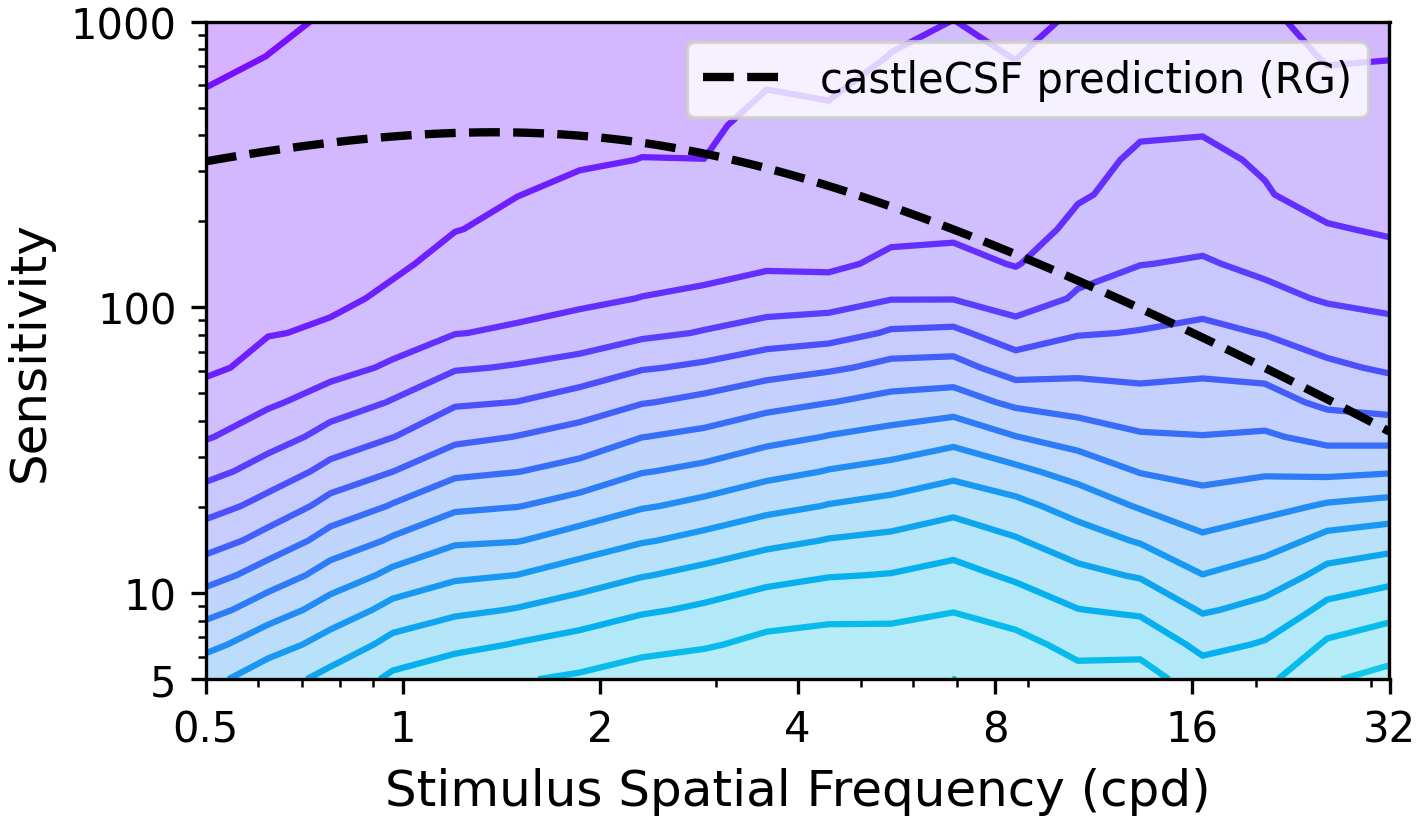 1000
100
10
5
Sensitivity
castleCSF prediction (RG)
0.5 1 2 4 8 16 32
Stimulus Spatial Frequency (cpd)